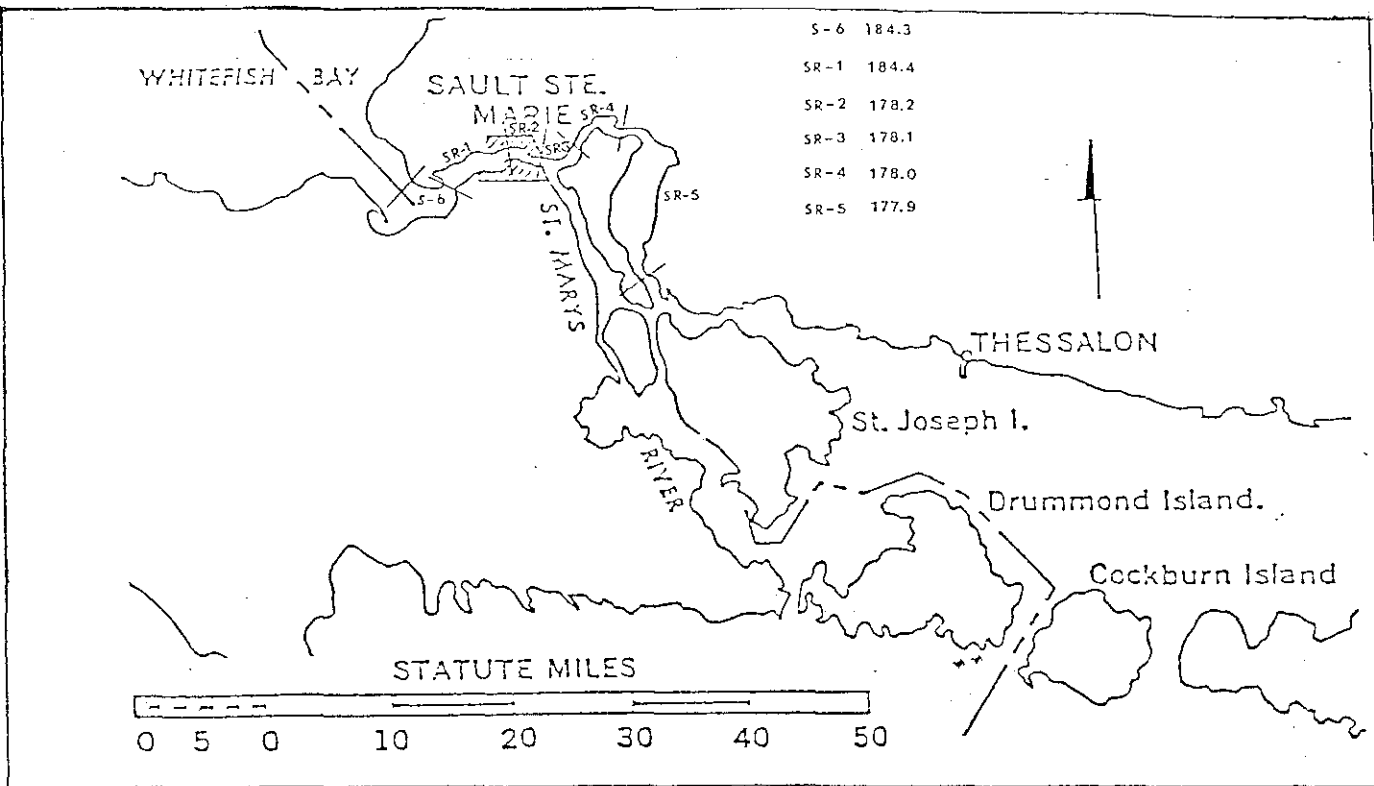 S-6 184.3
SR-1 184.4
SR-2 178.2
SR-3 178.1
SR-4 178.0
SR-5 177.9
WHITEFISH BAY
SAULT STE.
MARIE
SR-4
SR-2
SR-1
SR3
S-6
SR-5
ST. MARYS
RIVER
THESSALON
St. Joseph I.
Drummond Island.
Cockburn Island
STATUTE MILES
0 5 0 10 20 30 40 50